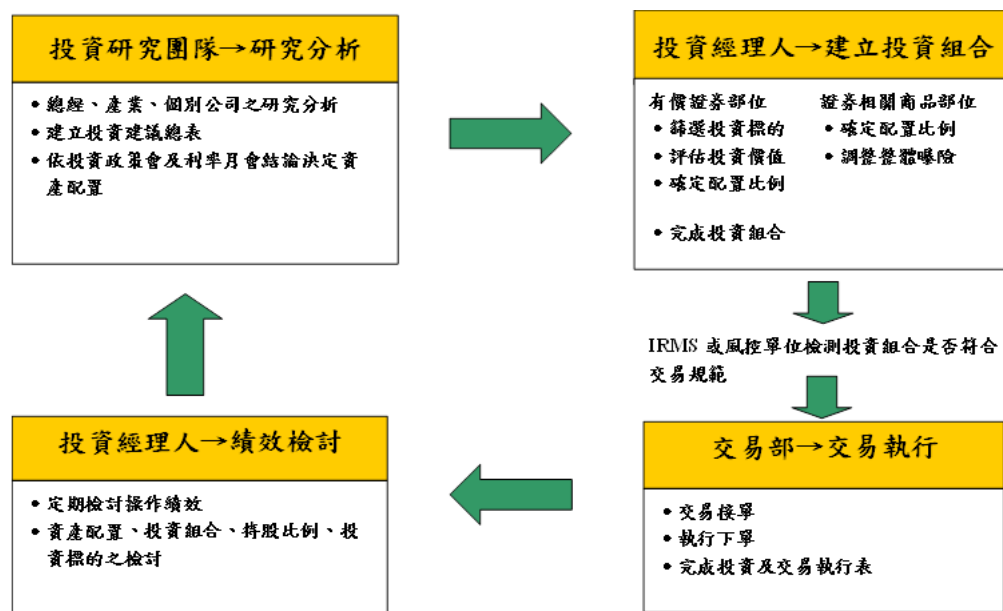 投資研究團隊→研究分析
• 總經、產業、個別公司之研究分析
• 建立投資建議總表
• 依投資政策會及利率月會結論決定資
產配置
投資經理人→建立投資組合
有價證券部位
• 篩選投資標的
• 評估投資價值
• 確定配置比例
• 完成投資組合
證券相關商品部位
• 確定配置比例
• 調整整體曝險
IRMS 或風控單位檢測投資組合是否符合
交易規範
交易部→交易執行
• 交易接單
• 執行下單
• 完成投資及交易執行表
投資經理人→績效檢討
• 定期檢討操作績效
• 資產配置、投資組合、持股比例、投
資標的之檢討